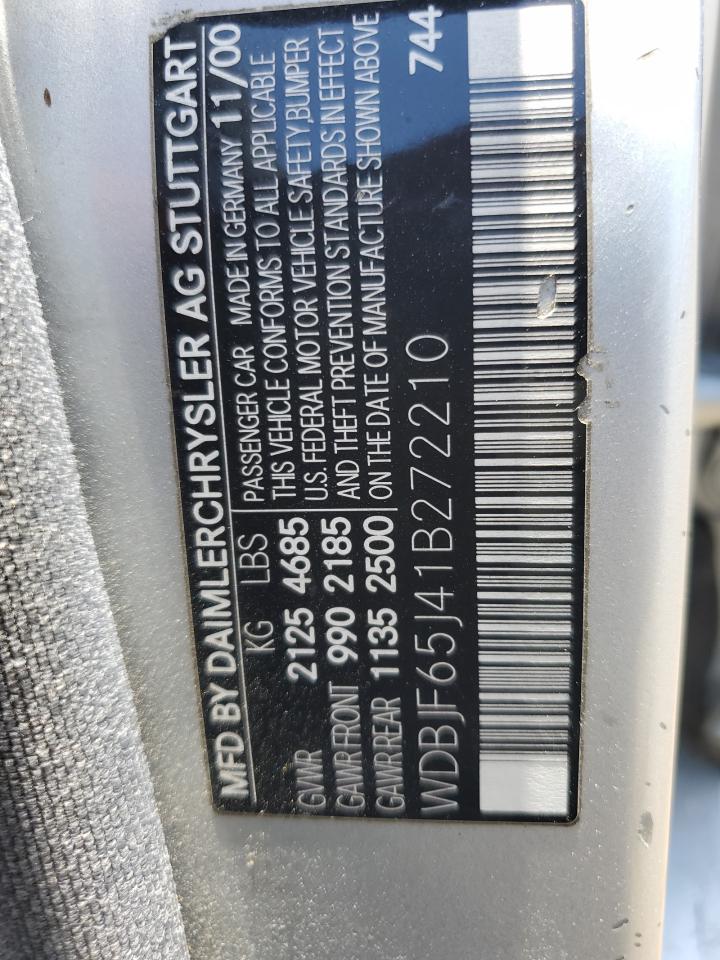 MFD BY DAIMLERCHRYSLER AG STUTTGART
KG LBS PASSENGER CAR MADE IN GERMANY 11/00
GVWR 2125 4685 THIS VEHICLE CONFORMS TO ALL APPLICABLE
U.S. FEDERAL MOTOR VEHICLE SAFETY,BUMPER
GAWR FRONT 990 2185 AND THEFT PREVENTION STANDARDS IN EFFECT
GAWR REAR 1135 2500 ON THE DATE OF MANUFACTURE SHOWN ABOVE
WDBJF65J41B272210 744